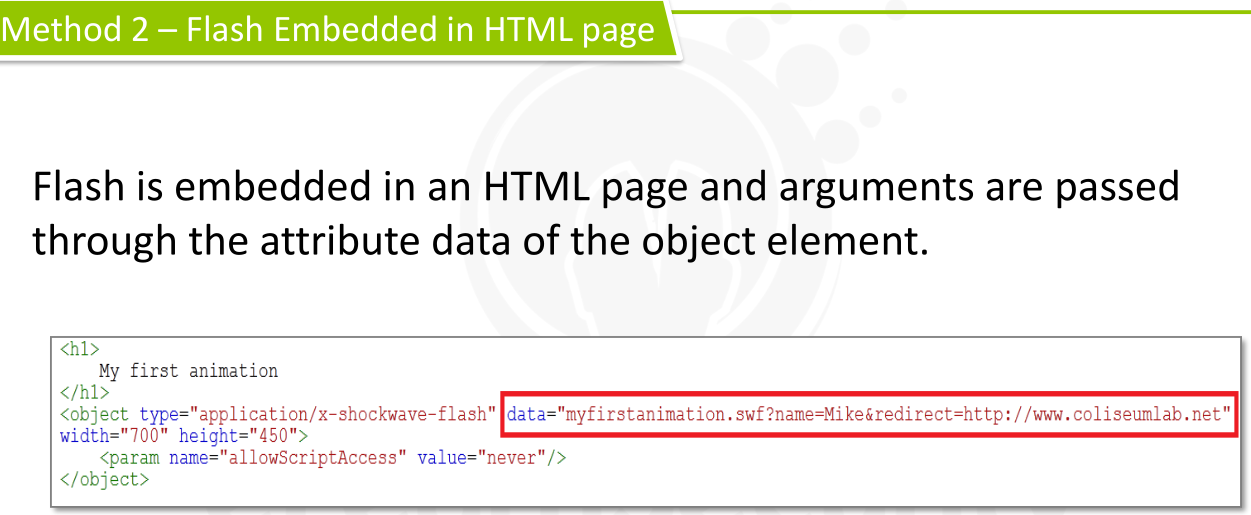 Method 2 – Flash Embedded in HTML page
Flash is embedded in an HTML page and arguments are passed
through the attribute data of the object element.
<h1>
    My first animation
</h1>
<object type="application/x-shockwave-flash" data="myfirstanimation.swf?name=Mike&redirect=http://www.coliseumlab.net"
width="700" height="450">
    <param name="allowScriptAccess" value="never"/>
</object>